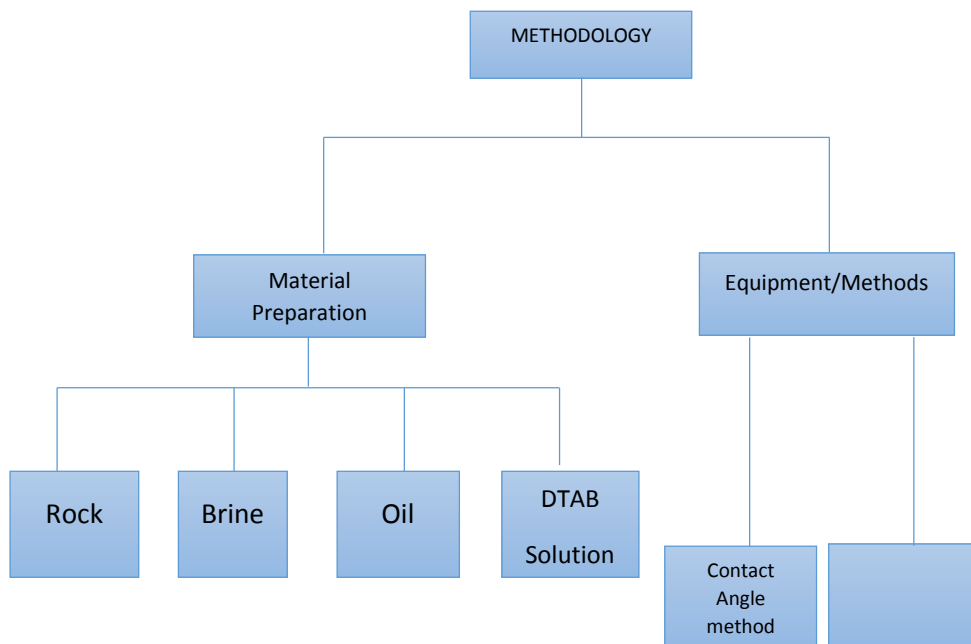 METHODOLOGY
Material
Preparation
Equipment/Methods
Rock
Brine
Oil
DTAB
Solution
Contact
Angle
method